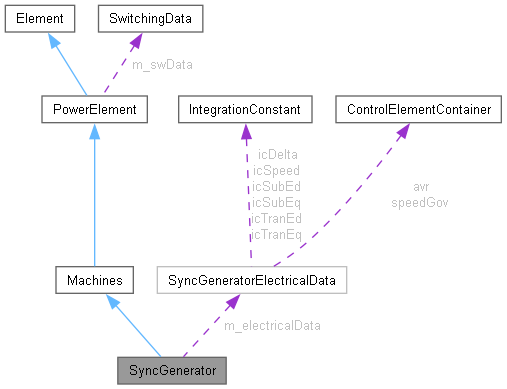 Element
SwitchingData
m_swData
PowerElement
IntegrationConstant
ControlElementContainer
icDelta
icSpeed
icSubEd
icSubEq
icTranEd
icTranEq
avr
speedGov
Machines
SyncGeneratorElectricalData
m_electricalData
SyncGenerator